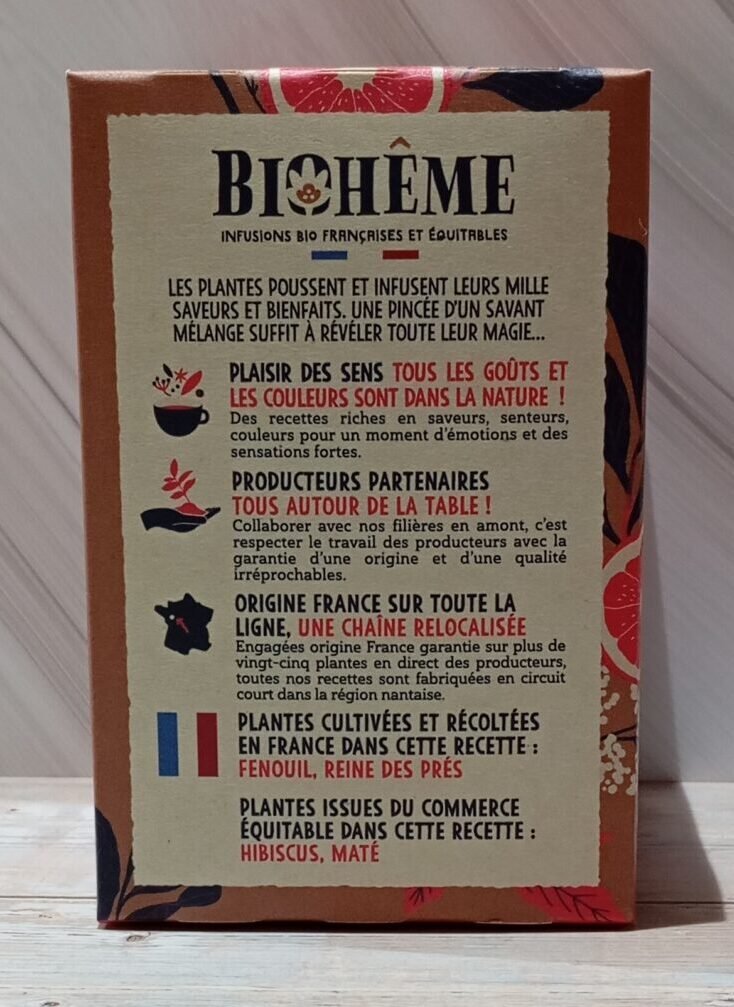 BIOHÊME
INFUSIONS BIO FRANÇAISES ET ÉQUITABLES
LES PLANTES POUSSENT ET INFUSENT LEURS MILLE
SAVEURS ET BIENFAITS. UNE PINCÉE D'UN SAVANT
MÉLANGE SUFFIT À RÉVÉLER TOUTE LEUR MAGIE...
PLAISIR DES SENS TOUS LES GOÛTS ET
LES COULEURS SONT DANS LA NATURE !
Des recettes riches en saveurs, senteurs,
couleurs pour un moment d'émotions et des
sensations fortes.
PRODUCTEURS PARTENAIRES
TOUS AUTOUR DE LA TABLE !
Collaborer avec nos filières en amont, c'est
respecter le travail des producteurs avec la
garantie d'une origine et d'une qualité
irréprochables.
ORIGINE FRANCE SUR TOUTE LA
LIGNE, UNE CHAÎNE RELOCALISÉE
Engagées origine France garantie sur plus de
vingt-cinq plantes en direct des producteurs,
toutes nos recettes sont fabriquées en circuit
court dans la région nantaise.
PLANTES CULTIVÉES ET RÉCOLTÉES
EN FRANCE DANS CETTE RECETTE :
FENOUIL, REINE DES PRÉS
PLANTES ISSUES DU COMMERCE
ÉQUITABLE DANS CETTE RECETTE :
HIBISCUS, MATÉ